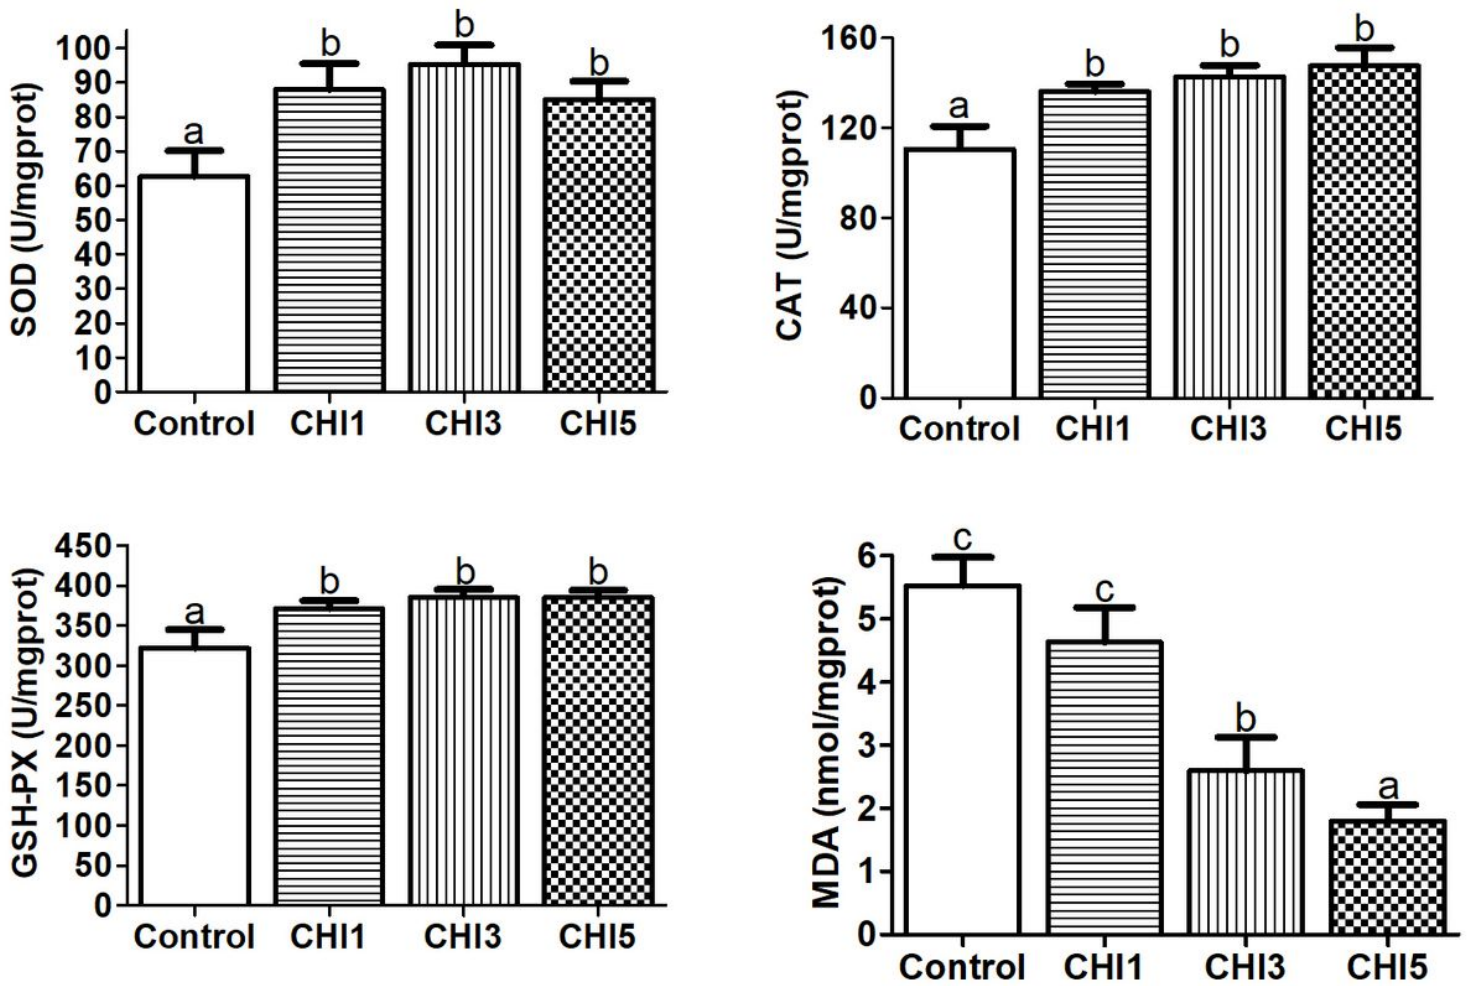 SOD (U/mgprot)
100
90
80
70
60
50
40
30
20
10
0
a
b
b
b
Control CHI1 CHI3 CHI5
CAT (U/mgprot)
160
120
80
40
0
a
b
b
b
Control CHI1 CHI3 CHI5
GSH-PX (U/mgprot)
450
400
350
300
250
200
150
100
50
0
a
b
b
b
Control CHI1 CHI3 CHI5
MDA (nmol/mgprot)
6
5
4
3
2
1
0
c
c
b
a
Control CHI1 CHI3 CHI5